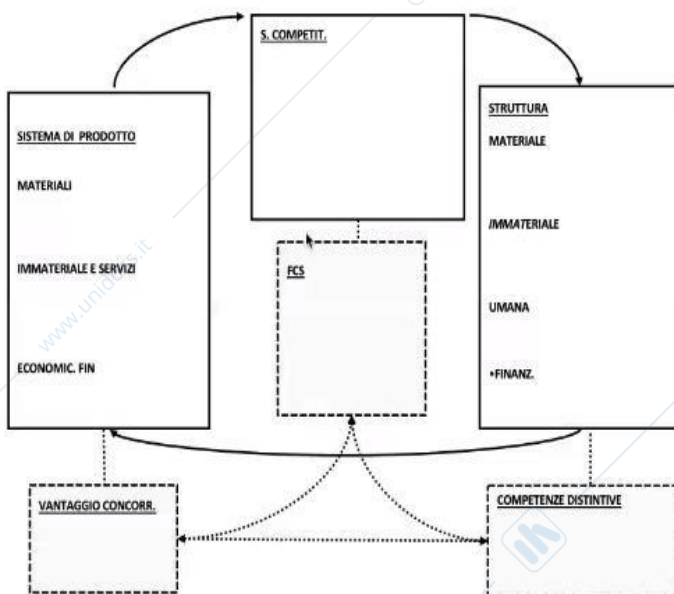 S. COMPETIT.
SISTEMA DI PRODOTTO
MATERIALI
IMMATERIALE E SERVIZI
ECONOMIC. FIN
STRUTTURA
MATERIALE
IMMATERIALE
UMANA
•FINANZ.
FCS
VANTAGGIO CONCORR.
COMPETENZE DISTINTIVE
www.unidocs.it